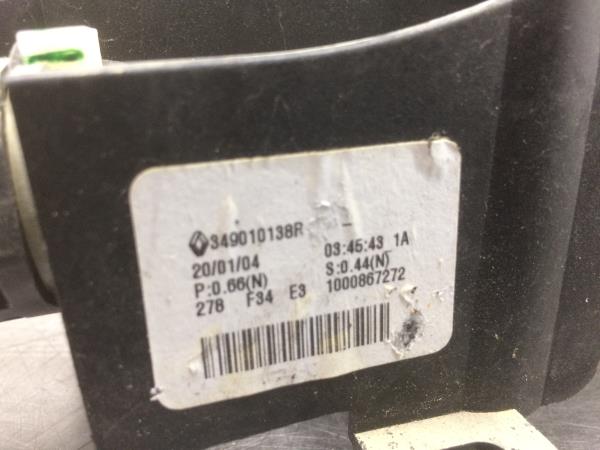 349010138R -
20/01/04 03:45:43 1A
P:0.66(N) S:0.44(N)
278 F34 E3 1000867272